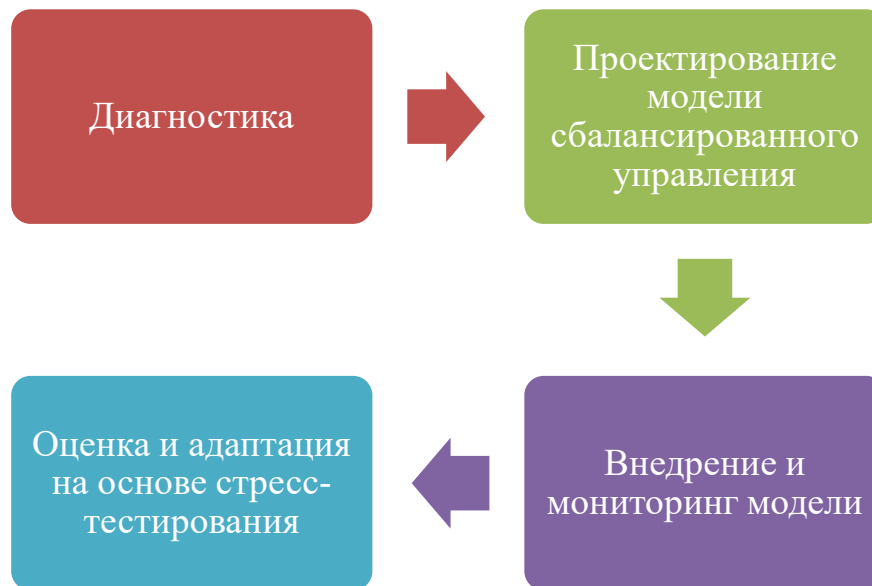 Диагностика
Проектирование
модели
сбалансированного
управления
Внедрение и
мониторинг модели
Оценка и адаптация
на основе стресс-
тестирования